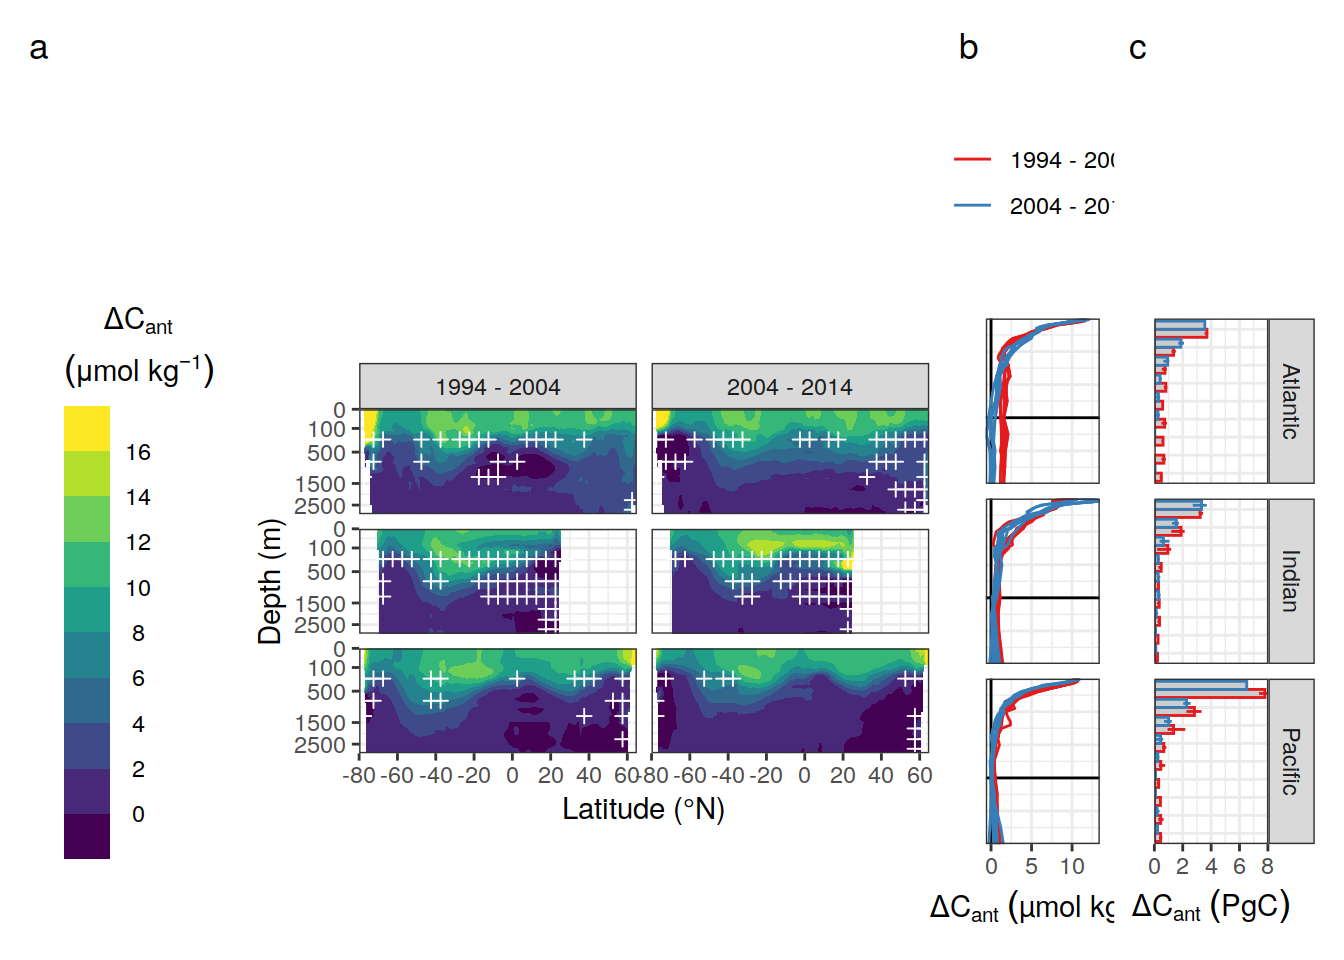 a
b
c
1994 - 200
2004 - 20
ΔCant
(μmol kg−1)
16
14
12
10
8
6
4
2
0
1994 - 2004
2004 - 2014
0
100
500
1500
2500
0
100
500
1500
2500
0
100
500
1500
2500
Depth (m)
-80 -60 -40 -20 0 20 40 60
-80 -60 -40 -20 0 20 40 60
Latitude (°N)
Atlantic
Indian
Pacific
0 5 10
0 2 4 6 8
ΔCant (μmol kg
ΔCant (PgC)